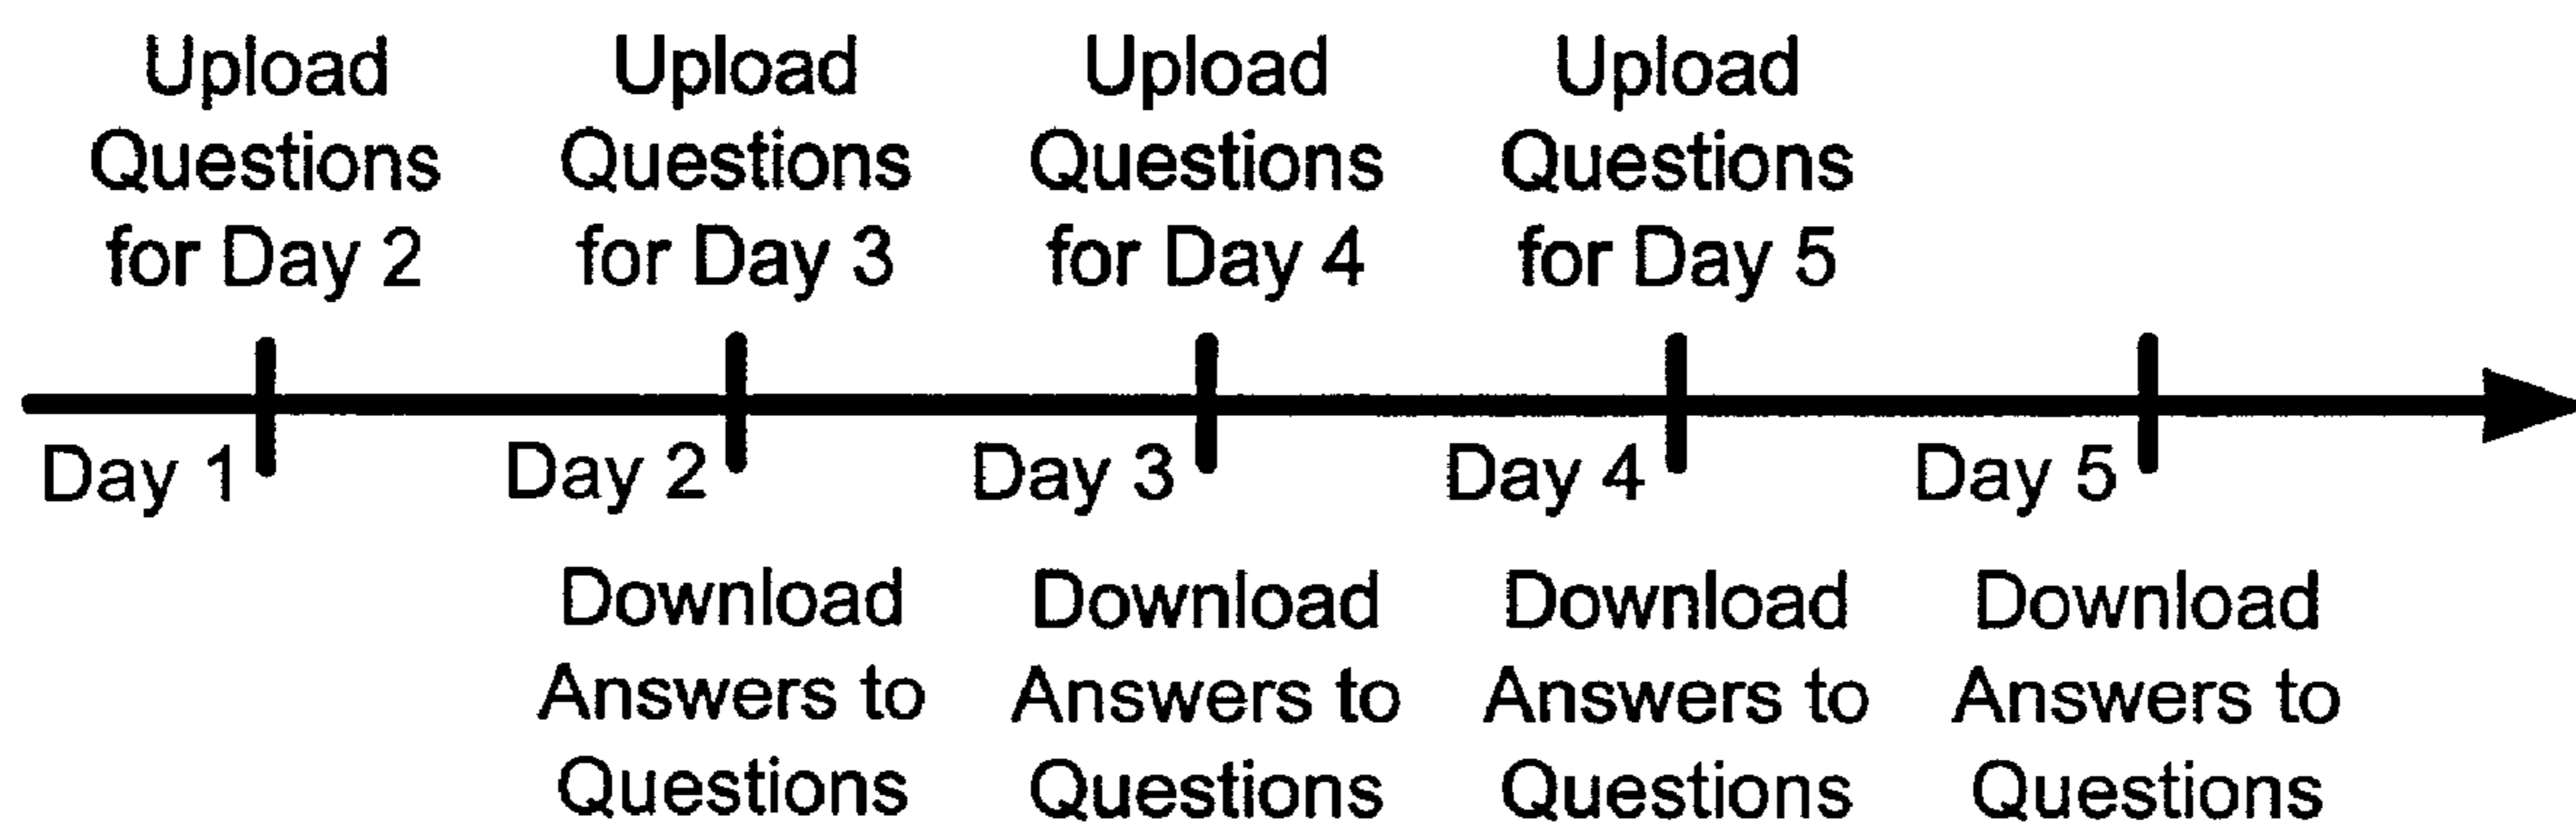 Upload
Questions
for Day 2
Upload
Questions
for Day 3
Upload
Questions
for Day 4
Upload
Questions
for Day 5
Day 1
Day 2
Day 3
Day 4
Day 5
Download
Answers to
Questions
Download
Answers to
Questions
Download
Answers to
Questions
Download
Answers to
Questions